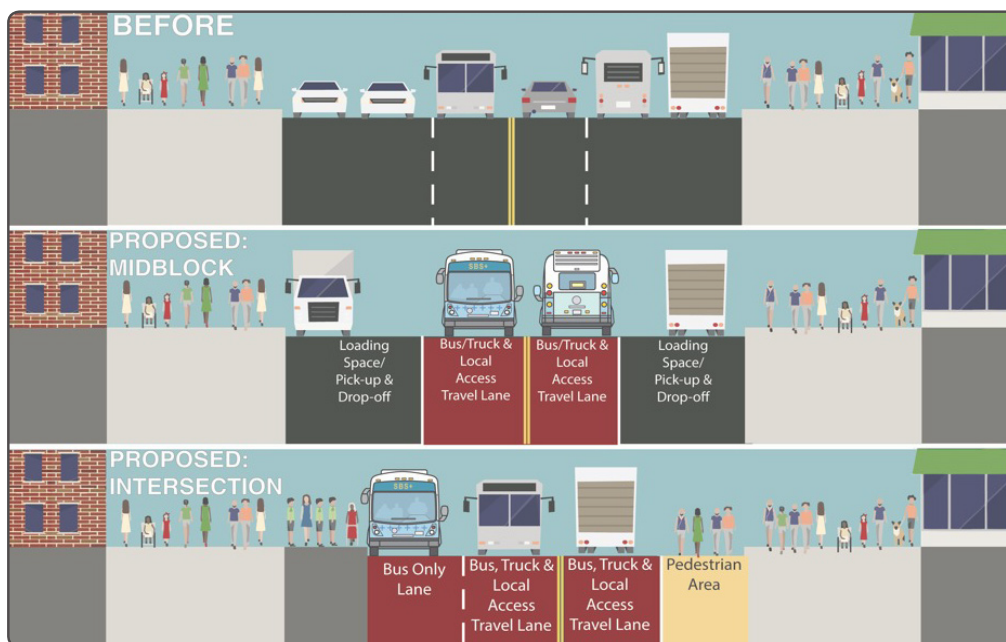 BEFORE
PROPOSED:
MIDBLOCK
SBS+
Loading
Space/
Pick-up &
Drop-off
Bus/Truck &
Local
Access
Travel Lane
Bus/Truck &
Local
Access
Travel Lane
Loading
Space/
Pick-up &
Drop-off
PROPOSED:
INTERSECTION
SBS+
Bus Only
Lane
Bus, Truck &
Local
Access
Travel Lane
Bus, Truck &
Local
Access
Travel Lane
Pedestrian
Area